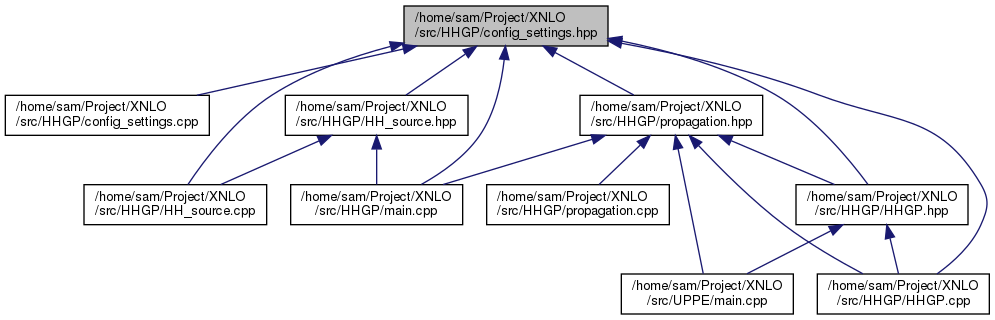 /home/sam/Project/XNLO
/src/HHGP/config_settings.hpp
/home/sam/Project/XNLO
/src/HHGP/config_settings.cpp
/home/sam/Project/XNLO
/src/HHGP/HH_source.hpp
/home/sam/Project/XNLO
/src/HHGP/propagation.hpp
/home/sam/Project/XNLO
/src/HHGP/HH_source.cpp
/home/sam/Project/XNLO
/src/HHGP/main.cpp
/home/sam/Project/XNLO
/src/HHGP/propagation.cpp
/home/sam/Project/XNLO
/src/HHGP/HHGP.hpp
/home/sam/Project/XNLO
/src/UPPE/main.cpp
/home/sam/Project/XNLO
/src/HHGP/HHGP.cpp